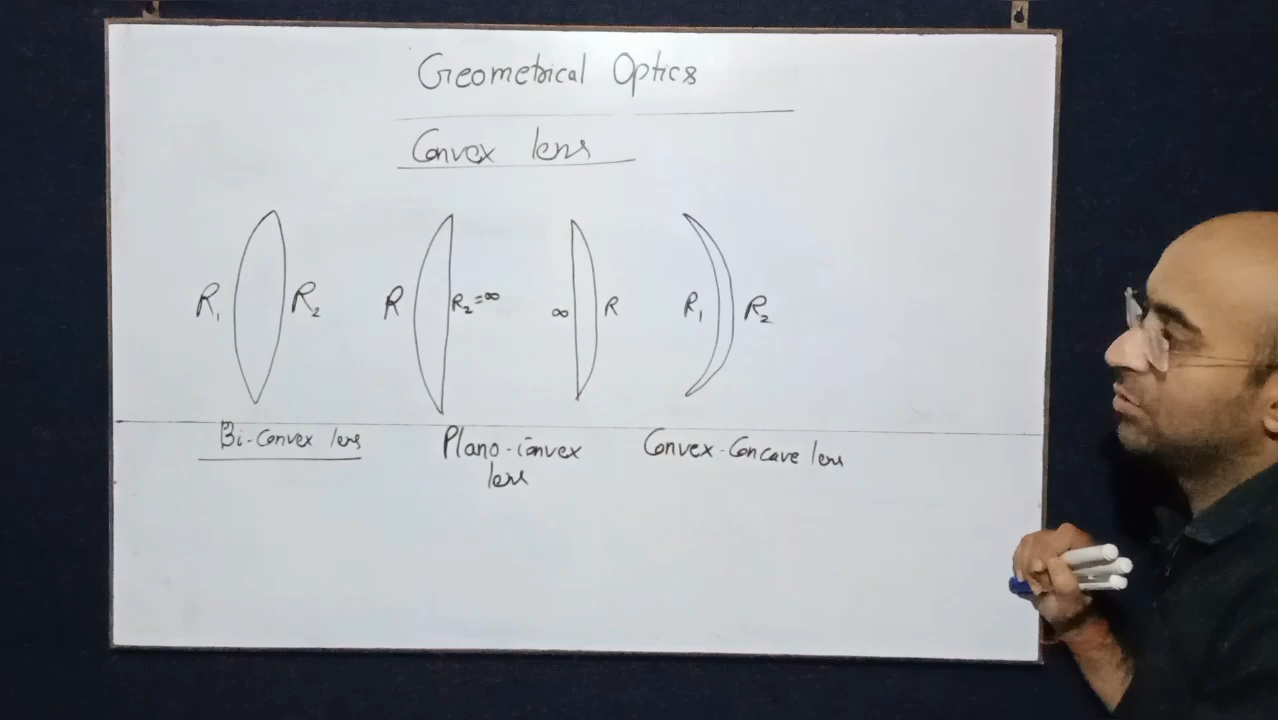 Geometrical Optics
Convex lens
R₁ R₂ R R₂=∞ ∞ R R₁ R₂
Bi-Convex lens
Plano-Convex
lens
Convex-Concave lens